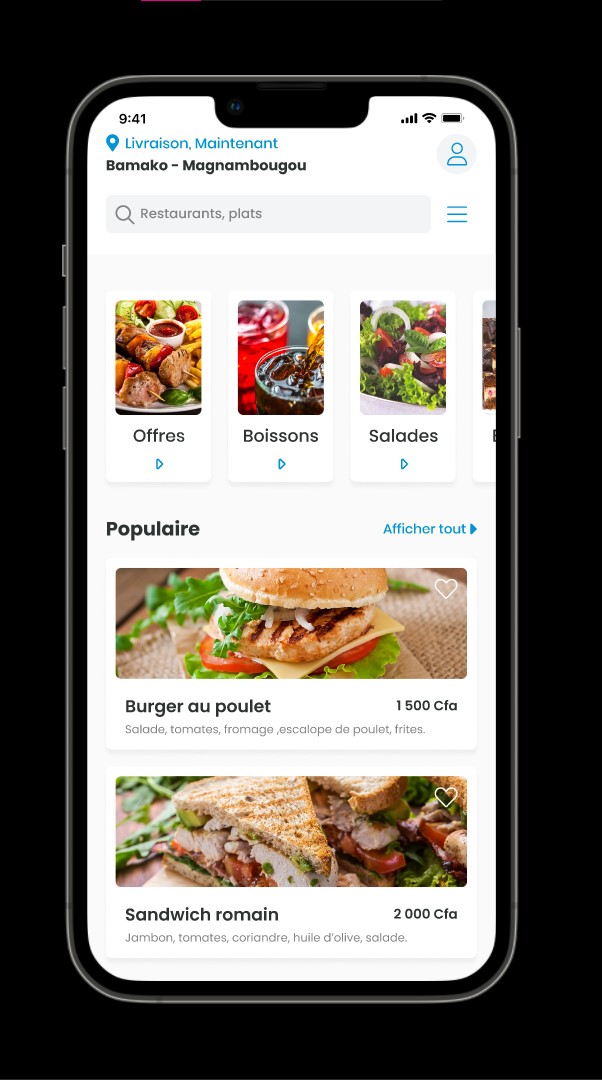 9:41
Livraison, Maintenant
Bamako - Magnambougou
Restaurants, plats
Offres
Boissons
Salades
Populaire
Afficher tout
Burger au poulet
1 500 Cfa
Salade, tomates, fromage ,escalope de poulet, frites.
Sandwich romain
2 000 Cfa
Jambon, tomates, coriandre, huile d'olive, salade.